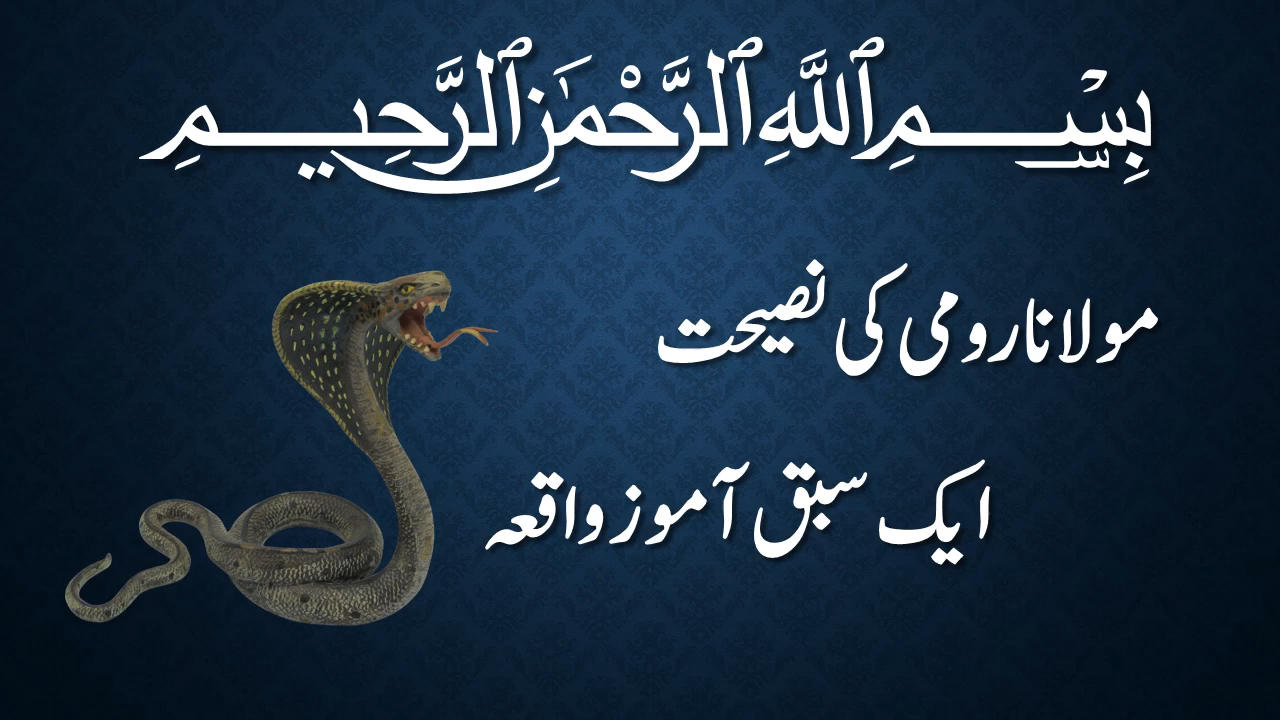 بِسْمِ ٱللَّهِ ٱلرَّحْمَٰنِ ٱلرَّحِيمِ
مولانا رومی کی نصیحت
ایک سبق آموز واقعہ